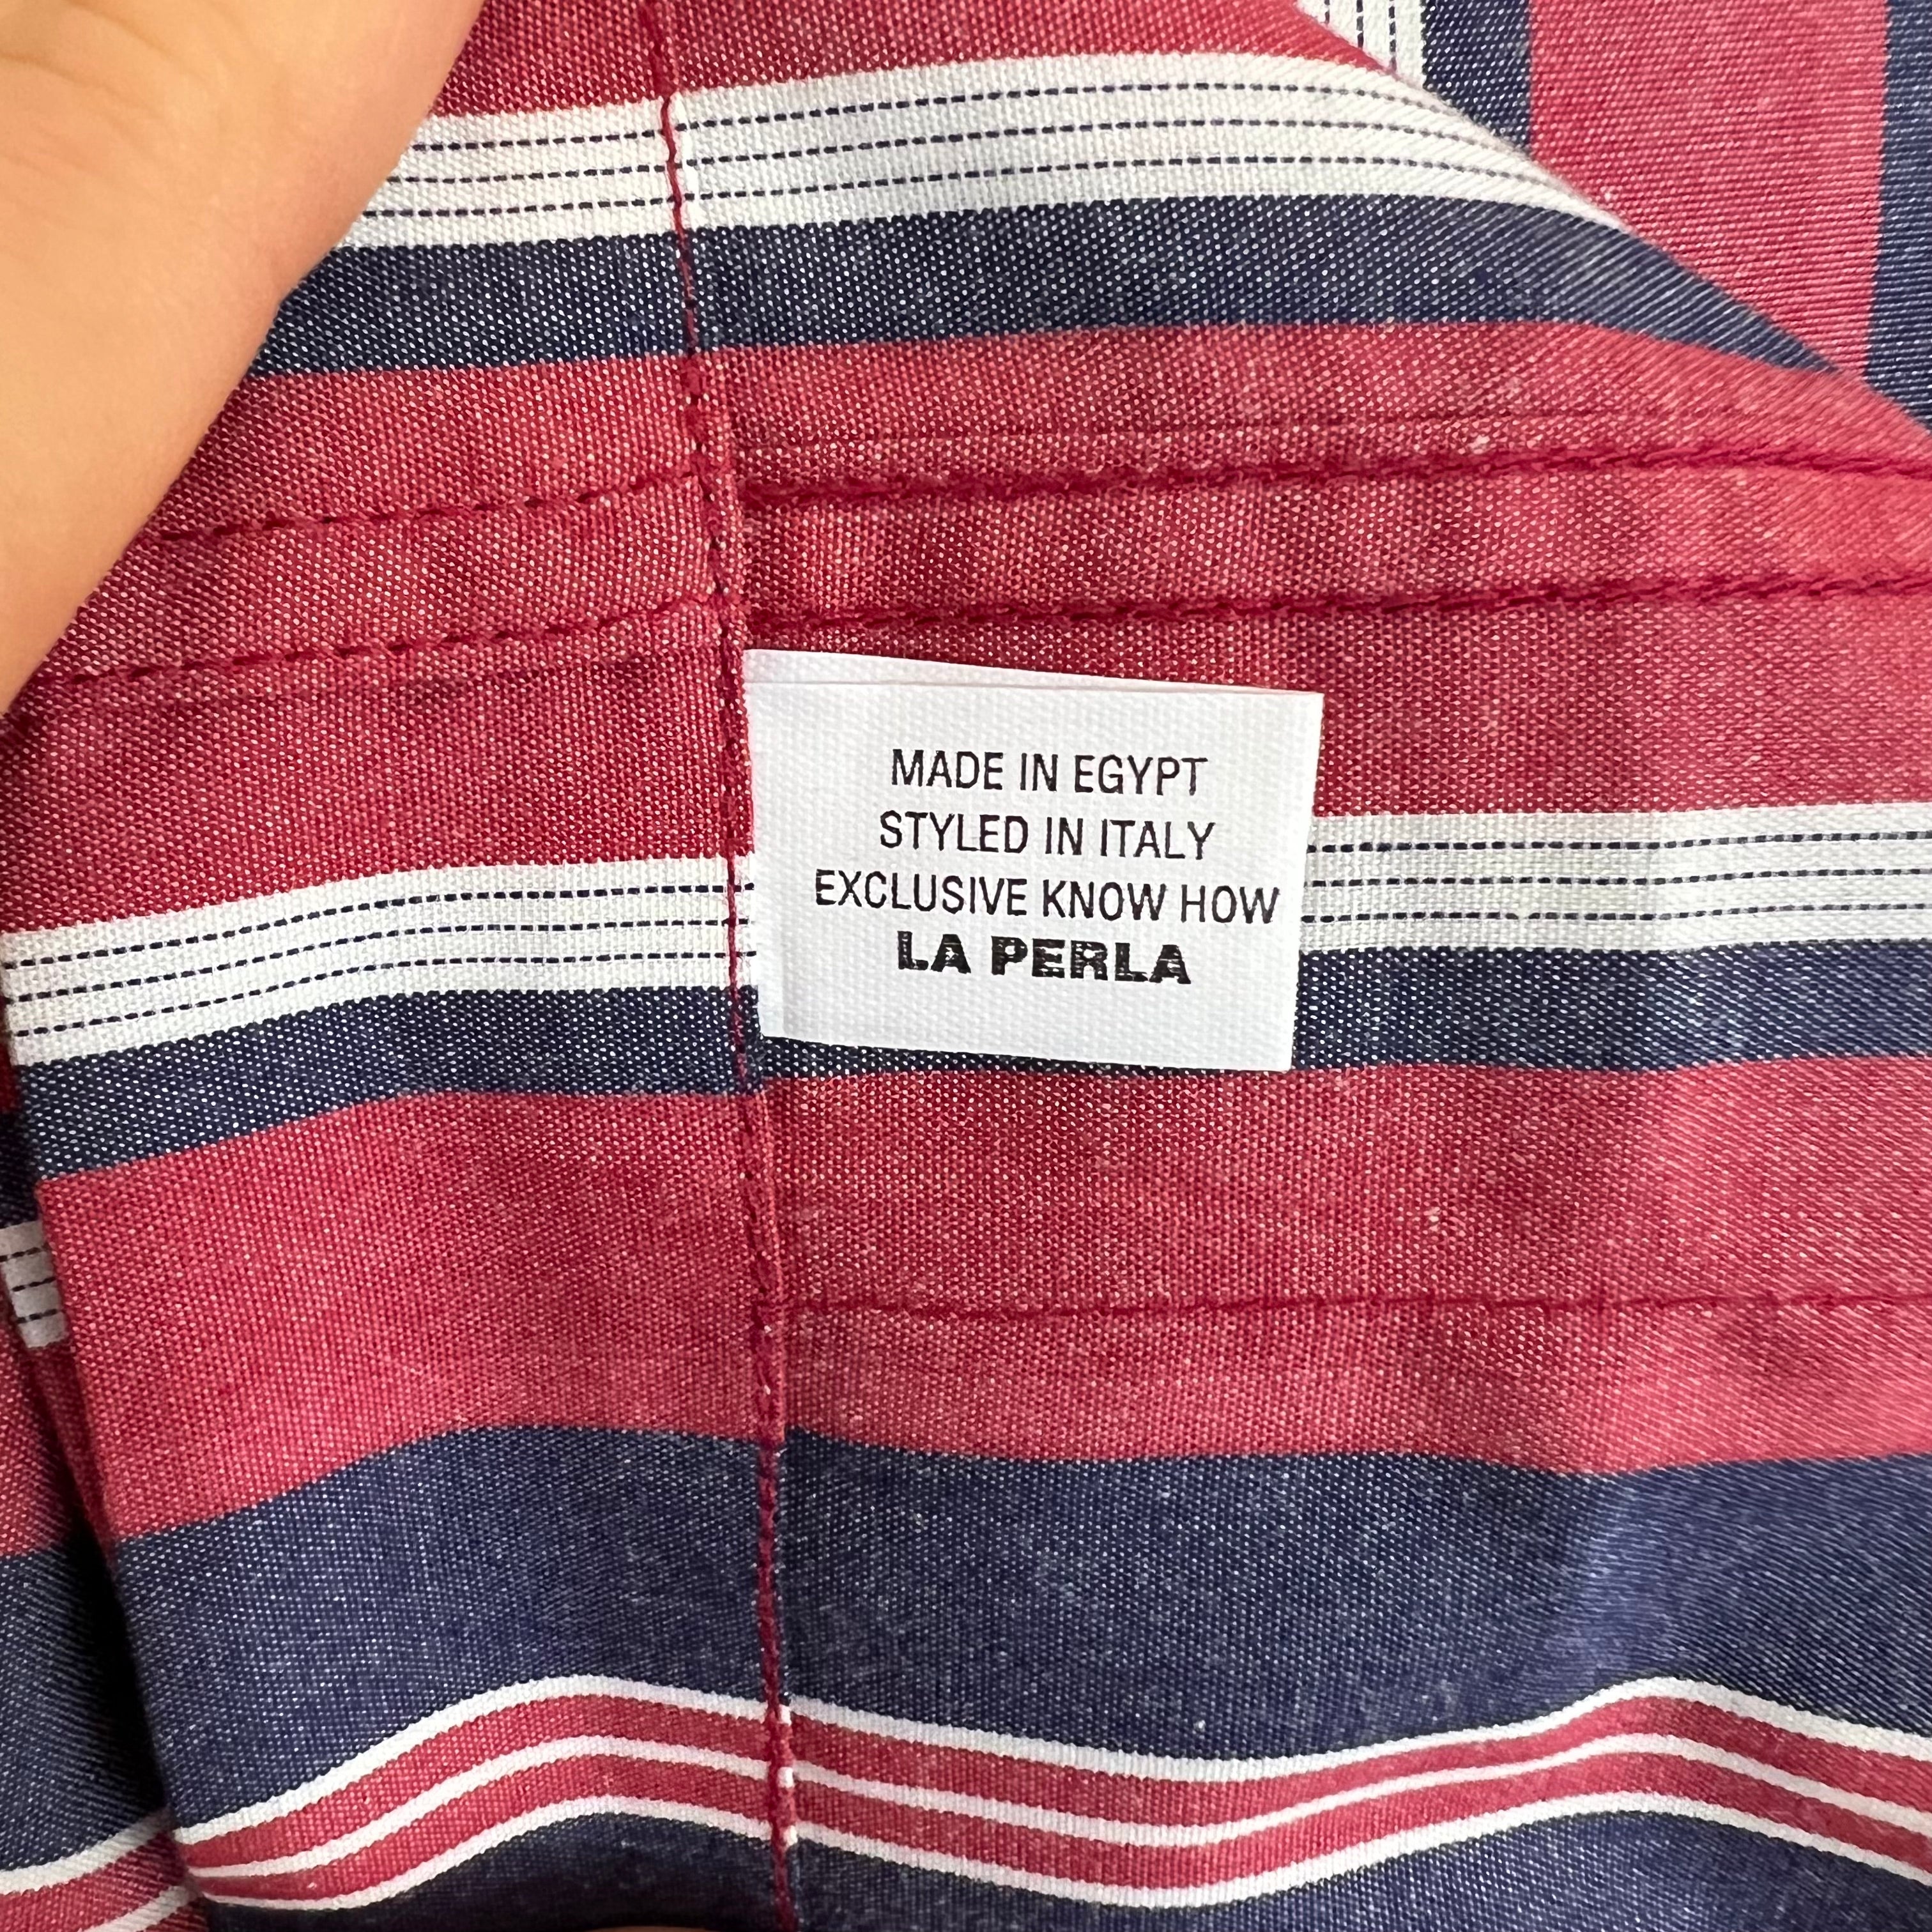 MADE IN EGYPT
STYLED IN ITALY
EXCLUSIVE KNOW HOW
LA PERLA